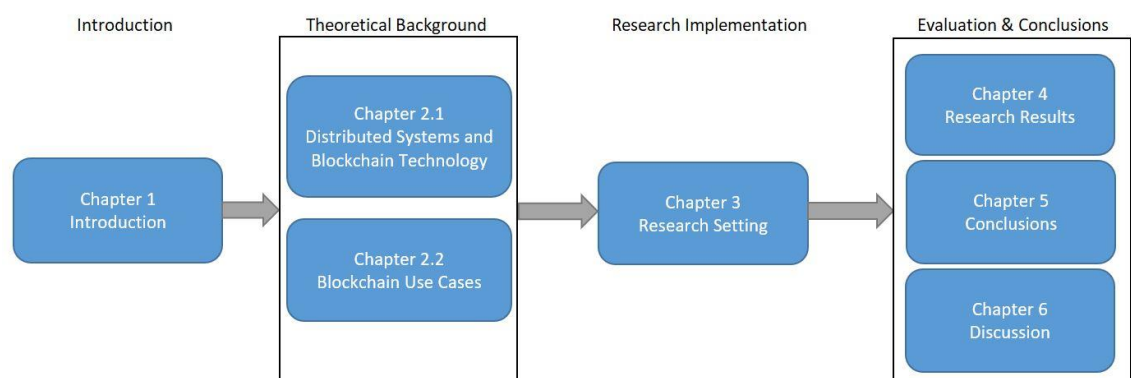 Introduction
Theoretical Background
Research Implementation
Evaluation & Conclusions
Chapter 1
Introduction
Chapter 2.1
Distributed Systems and
Blockchain Technology
Chapter 2.2
Blockchain Use Cases
Chapter 3
Research Setting
Chapter 4
Research Results
Chapter 5
Conclusions
Chapter 6
Discussion